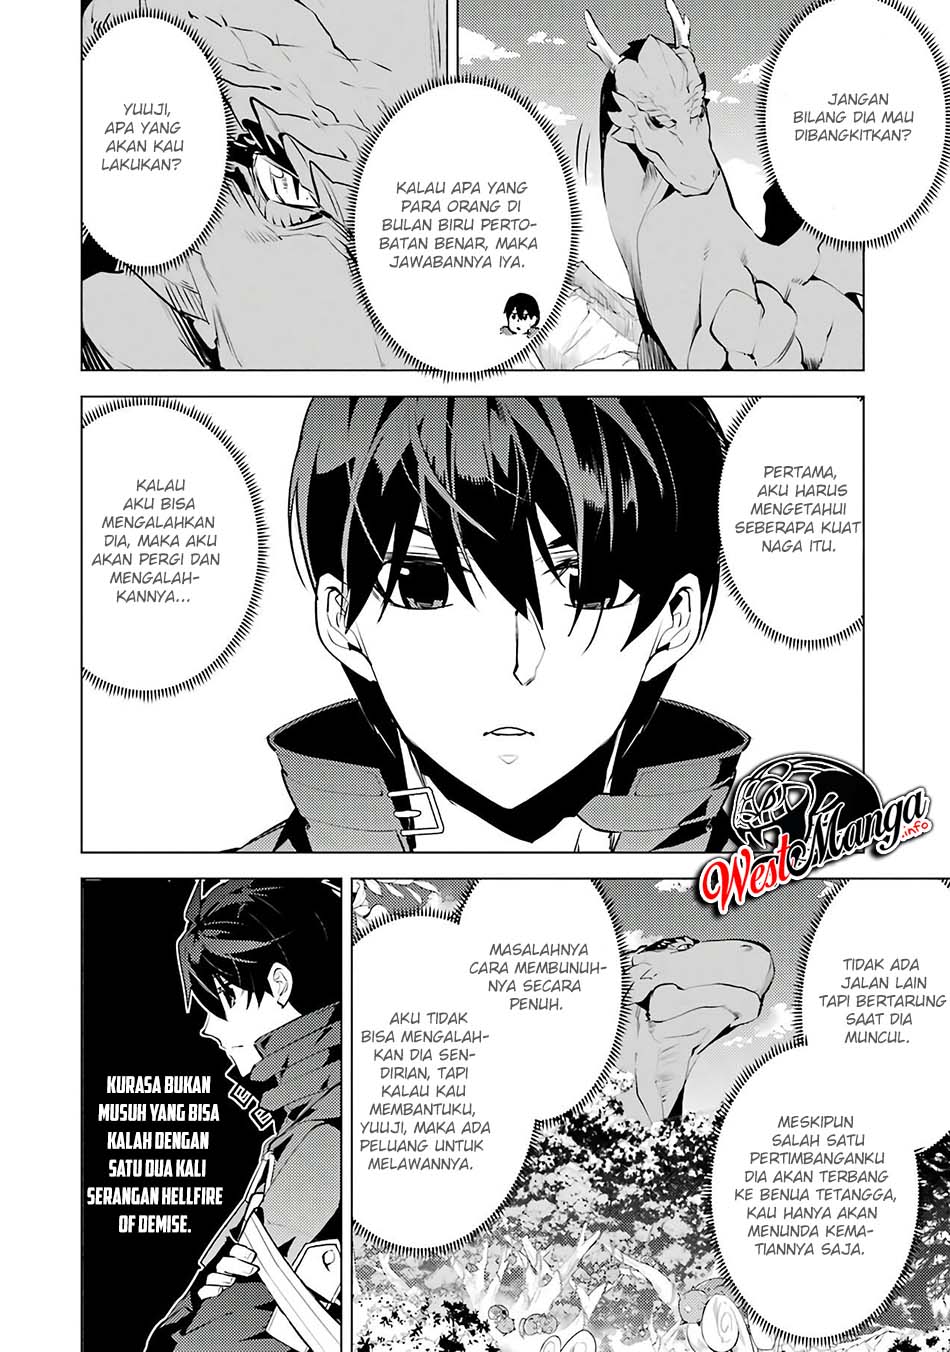 JANGAN
BILANG DIA MAU
DIBANGKITKAN?
KALAU APA YANG
PARA ORANG DI
BULAN BIRU PERTO-
BATAN BENAR, MAKA
JAWABANNYA IYA.
YUUJI,
APA YANG
AKAN KAU
LAKUKAN?
PERTAMA,
AKU HARUS
MENGETAHUI
SEBERAPA KUAT
NAGA ITU.
KALAU
AKU BISA
MENGALAHKAN
DIA, MAKA AKU
AKAN PERGI DAN
MENGALAH-
KANNYA...
WESTMANGA
.info
TIDAK ADA
JALAN LAIN
TAPI BERTARUNG
SAAT DIA
MUNCUL.
MESKIPUN
SALAH SATU
PERTIMBANGANKU
DIA AKAN TERBANG
KE BENUA TETANGGA,
KAU HANYA AKAN
MENUNDA KEMA-
TIANNYA SAJA.
MASALAHNYA
CARA MEMBUNUH-
NYA SECARA
PENUH.
AKU TIDAK
BISA MENGALAH-
KAN DIA SEN-
DIRIAN, TAPI
KALAU KAU
MEMBANTUKU,
YUUJI, MAKA ADA
PELUANG UNTUK
MELAWANNYA.
KURASA BUKAN
MUSUH YANG BISA
KALAH DENGAN
SATU DUA KALI
SERANGAN HELLFIRE
OF DEMISE.